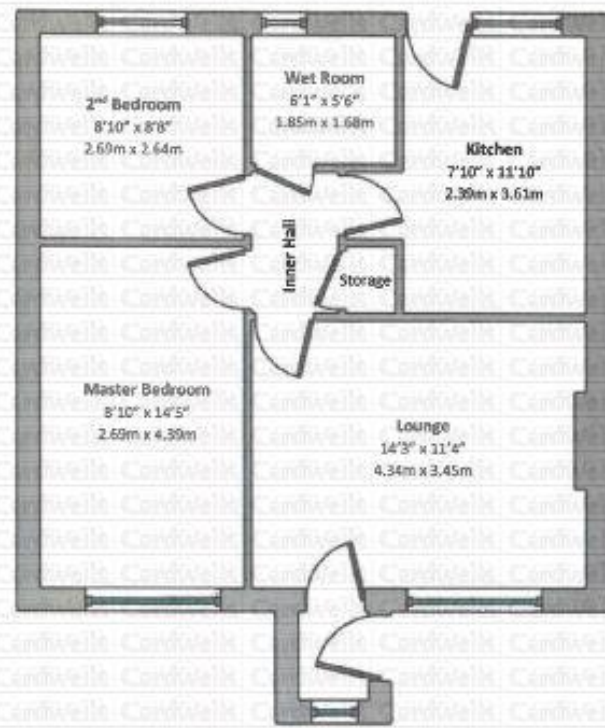 2nd Bedroom
8'10" x 8'8"
2.69m x 2.64m
Wet Room
6'1" x 5'6"
1.85m x 1.68m
Kitchen
7'10" x 11'10"
2.39m x 3.61m
Inner Hall
Storage
Master Bedroom
8'10" x 14'5"
2.69m x 4.39m
Lounge
14'3" x 11'4"
4.34m x 3.45m
Cardwells